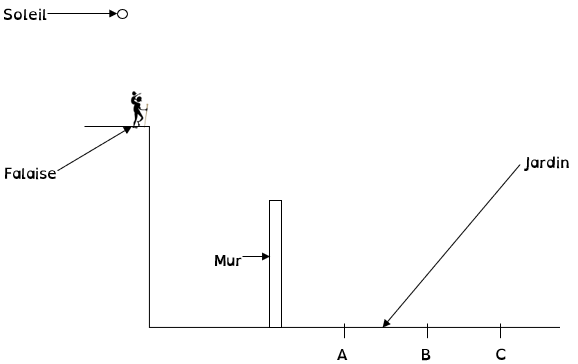 Soleil
Falaise
Jardin
Mur
A B C